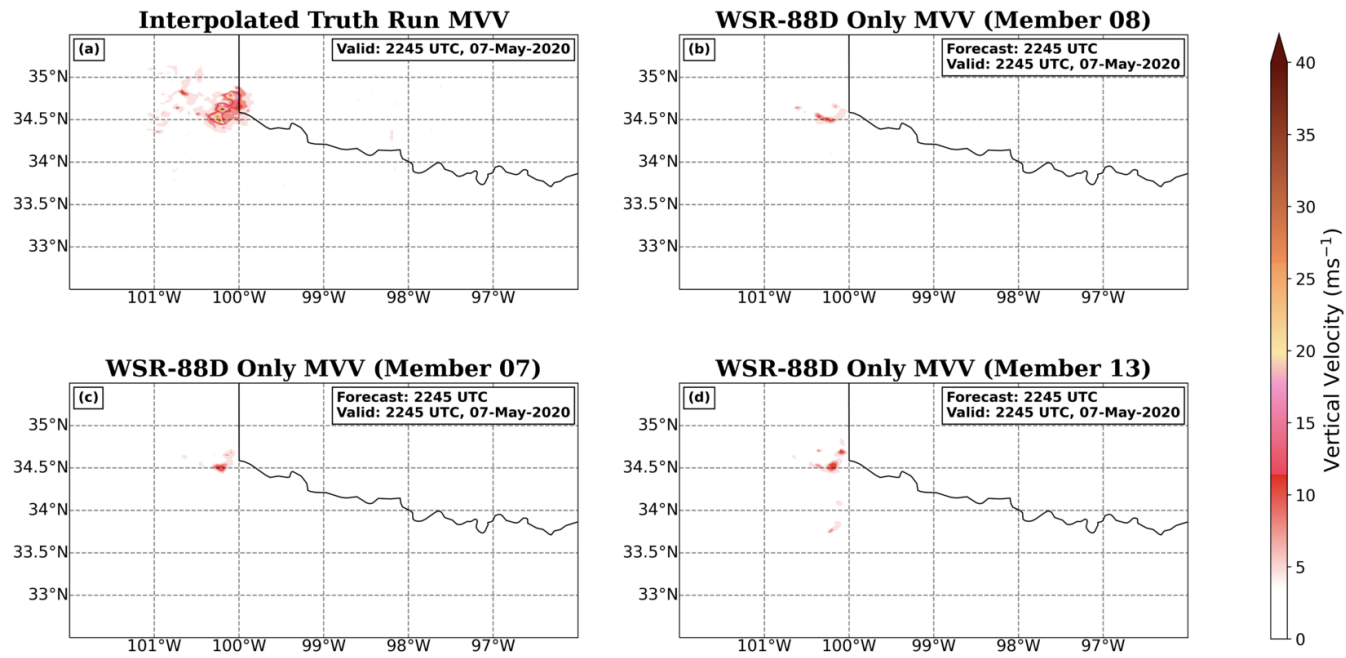 Interpolated Truth Run MVV
(a)
Valid: 2245 UTC, 07-May-2020
35°N
34.5°N
34°N
33.5°N
33°N
101°W 100°W 99°W 98°W 97°W
WSR-88D Only MVV (Member 08)
(b)
Forecast: 2245 UTC
Valid: 2245 UTC, 07-May-2020
35°N
34.5°N
34°N
33.5°N
33°N
101°W 100°W 99°W 98°W 97°W
WSR-88D Only MVV (Member 07)
(c)
Forecast: 2245 UTC
Valid: 2245 UTC, 07-May-2020
35°N
34.5°N
34°N
33.5°N
33°N
101°W 100°W 99°W 98°W 97°W
WSR-88D Only MVV (Member 13)
(d)
Forecast: 2245 UTC
Valid: 2245 UTC, 07-May-2020
35°N
34.5°N
34°N
33.5°N
33°N
101°W 100°W 99°W 98°W 97°W
40
35
30
25
20
15
10
5
0
Vertical Velocity (ms⁻¹)